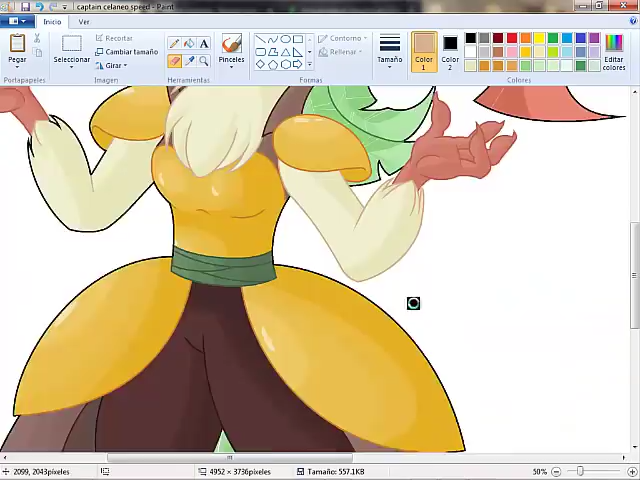 captain celaneo speed - Paint
Inicio Ver
Pegar
Portapapeles
Seleccionar
Recortar
Cambiar tamaño
Girar
Imagen
A
Herramientas
Pinceles
Contorno
Rellenar
Formas
Tamaño
Color 1
Color 2
Editar colores
Colores
2099, 2043píxeles
4952 × 3736píxeles
Tamaño: 557.1KB
50%